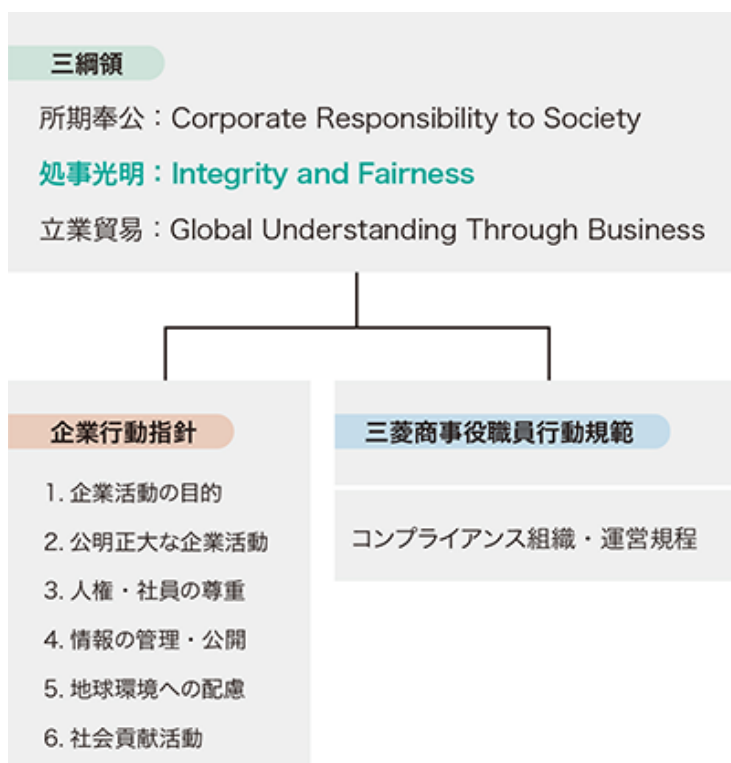 三綱領
所期奉公：Corporate Responsibility to Society
処事光明：Integrity and Fairness
立業貿易：Global Understanding Through Business
企業行動指針
1. 企業活動の目的
2. 公明正大な企業活動
3. 人権・社員の尊重
4. 情報の管理・公開
5. 地球環境への配慮
6. 社会貢献活動
三菱商事役職員行動規範
コンプライアンス組織・運営規程